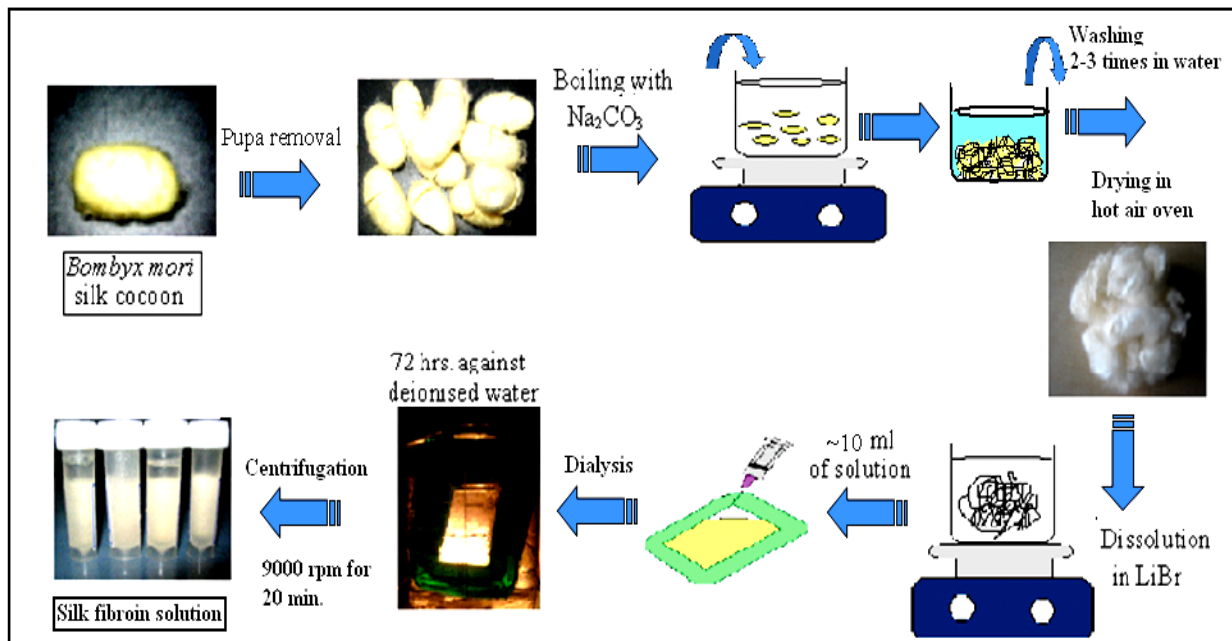 Pupa removal
Boiling with
Na₂CO₃
Washing
2-3 times in water
Drying in
hot air oven
Bombyx mori
silk cocoon
72 hrs. against
deionised water
Centrifugation
9000 rpm for
20 min.
Silk fibroin solution
Dialysis
~10 ml
of solution
Dissolution
in LiBr